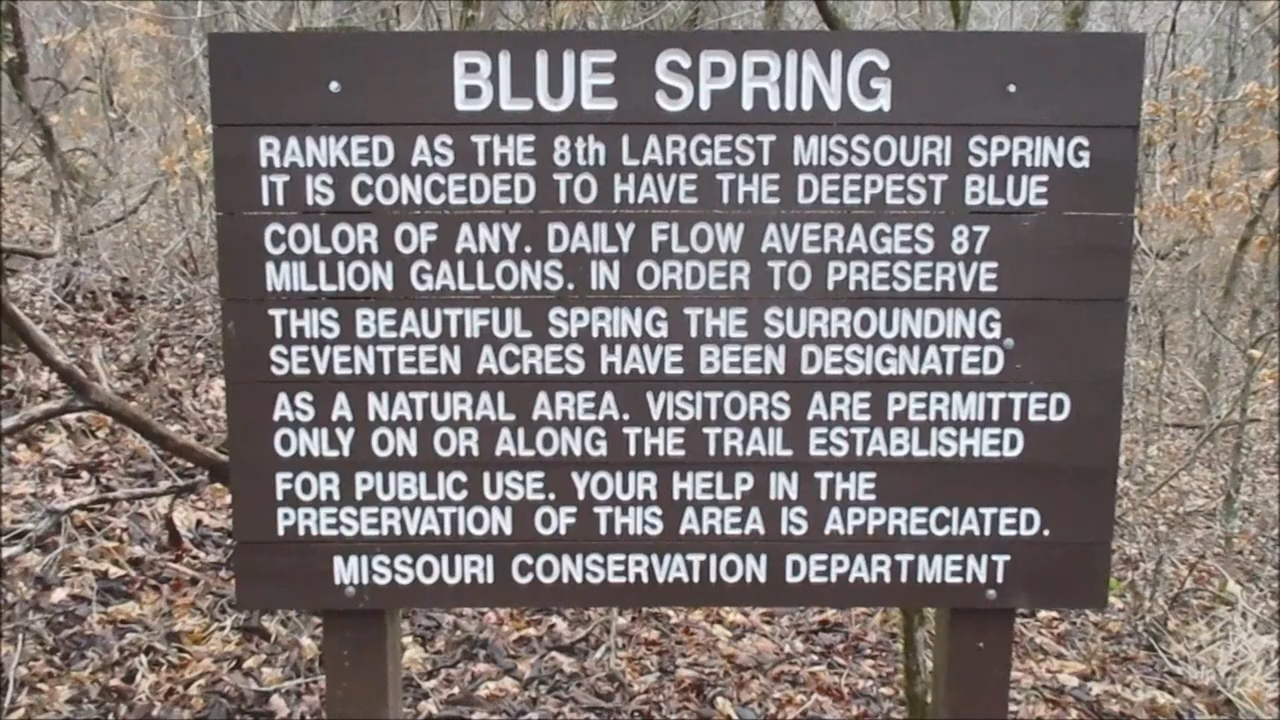 BLUE SPRING
RANKED AS THE 8th LARGEST MISSOURI SPRING
IT IS CONCEDED TO HAVE THE DEEPEST BLUE
COLOR OF ANY. DAILY FLOW AVERAGES 87
MILLION GALLONS. IN ORDER TO PRESERVE
THIS BEAUTIFUL SPRING THE SURROUNDING
SEVENTEEN ACRES HAVE BEEN DESIGNATED
AS A NATURAL AREA. VISITORS ARE PERMITTED
ONLY ON OR ALONG THE TRAIL ESTABLISHED
FOR PUBLIC USE. YOUR HELP IN THE
PRESERVATION OF THIS AREA IS APPRECIATED.
MISSOURI CONSERVATION DEPARTMENT